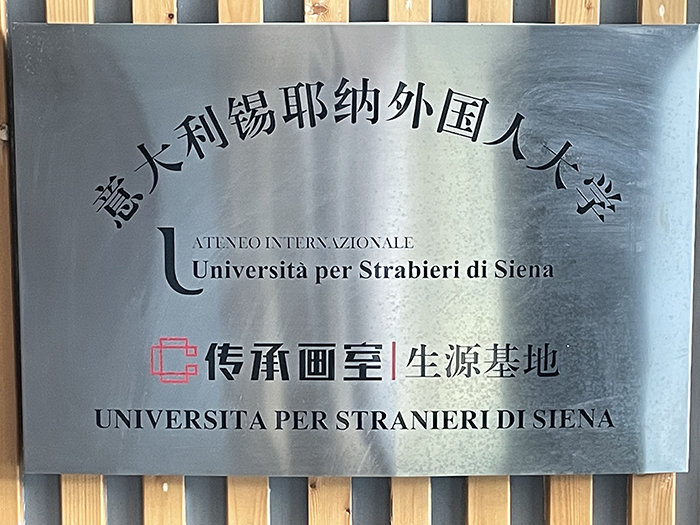 意大利锡耶纳外国人大学
ATENEO INTERNAZIONALE
Università per Strabieri di Siena
传承画室|生源基地
UNIVERSITA PER STRANIERI DI SIENA